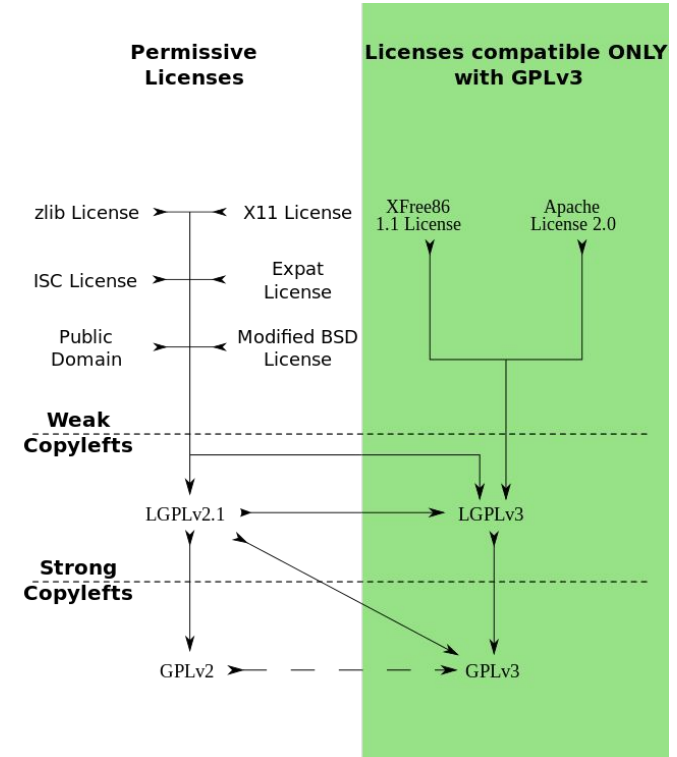 Permissive
Licenses
Licenses compatible ONLY
with GPLv3
zlib License
X11 License
XFree86
1.1 License
Apache
License 2.0
ISC License
Expat
License
Public
Domain
Modified BSD
License
Weak
Copylefts
LGPLv2.1
LGPLv3
Strong
Copylefts
GPLv2
GPLv3